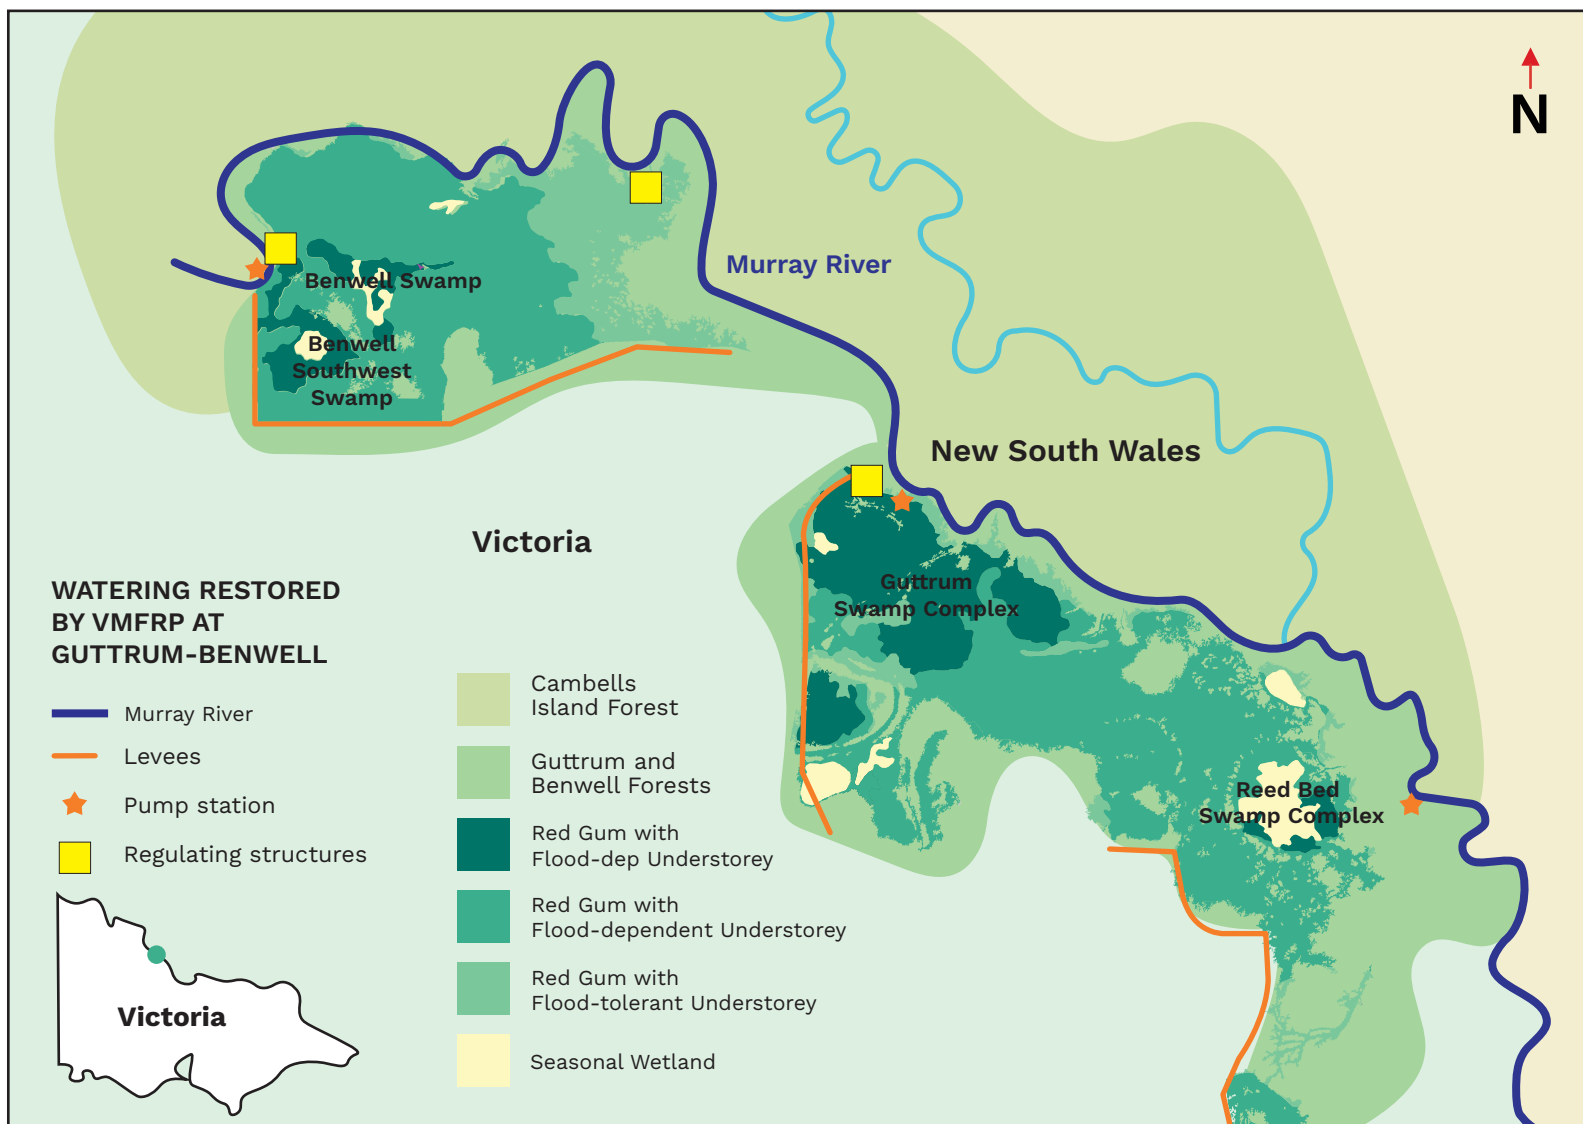 N
Murray River
Benwell Swamp
Benwell
Southwest
Swamp
New South Wales
Victoria
Guttrum
Swamp Complex
Reed Bed
Swamp Complex
WATERING RESTORED
BY VMFRP AT
GUTTRUM-BENWELL
Murray River
Levees
Pump station
Regulating structures
Victoria
Cambells
Island Forest
Guttrum and
Benwell Forests
Red Gum with
Flood-dep Understorey
Red Gum with
Flood-dependent Understorey
Red Gum with
Flood-tolerant Understorey
Seasonal Wetland